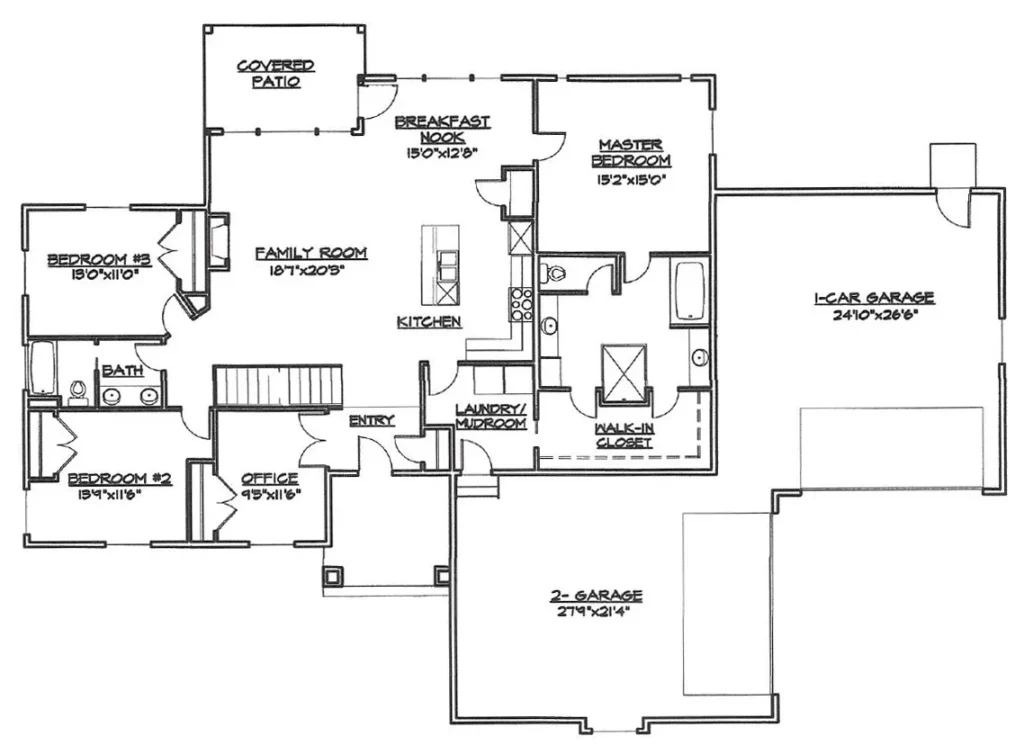 COVERED
PATIO
BREAKFAST
NOOK
15'0"x12'8"
MASTER
BEDROOM
15'2"x15'0"
BEDROOM #3
13'0"x11'0"
FAMILY ROOM
18'7"x20'3"
KITCHEN
1-CAR GARAGE
24'10"x26'6"
BATH
LAUNDRY/
MUDROOM
ENTRY
WALK-IN
CLOSET
BEDROOM #2
13'9"x11'6"
OFFICE
9'3"x11'6"
2- GARAGE
27'9"x21'4"